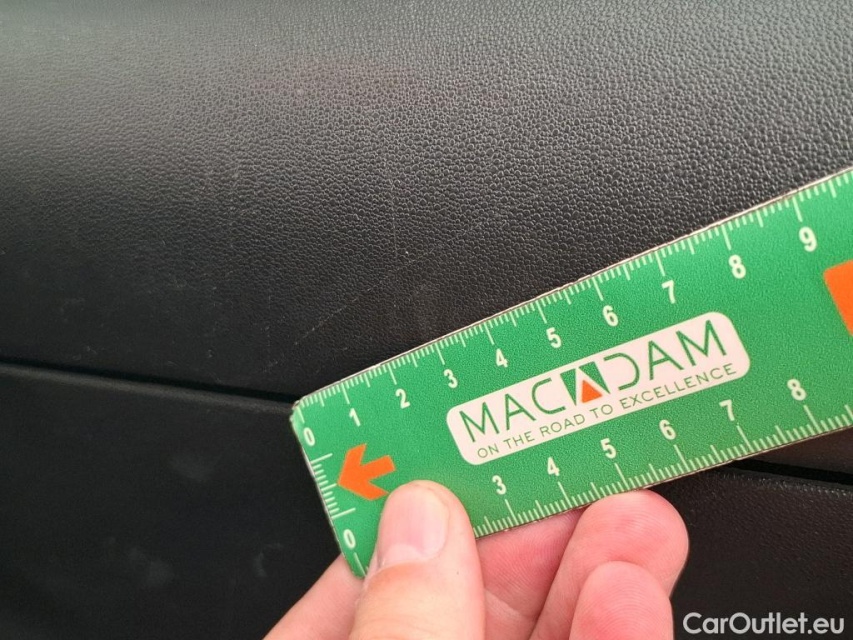 0 1 2 3 4 5 6 7 8 9
MACADAM
ON THE ROAD TO EXCELLENCE
0 3 4 5 6 7 8
CarOutlet.eu